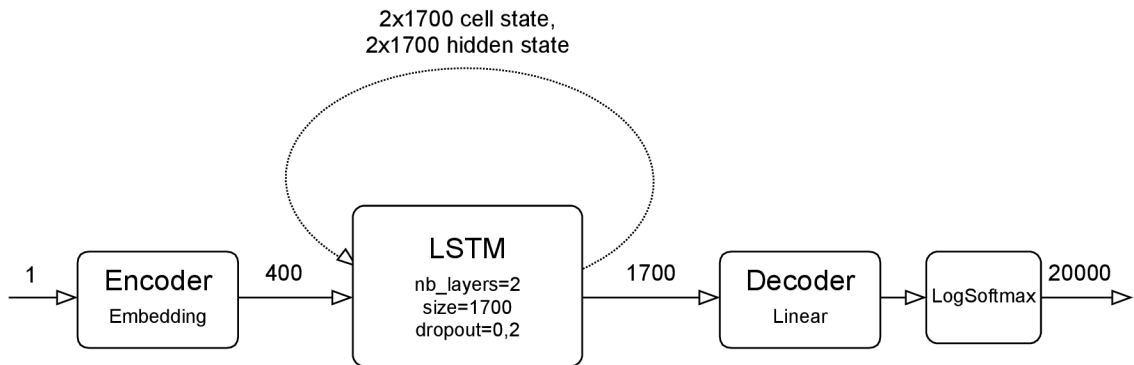 2x1700 cell state,
2x1700 hidden state
1
Encoder
Embedding
400
LSTM
nb_layers=2
size=1700
dropout=0,2
1700
Decoder
Linear
LogSoftmax
20000